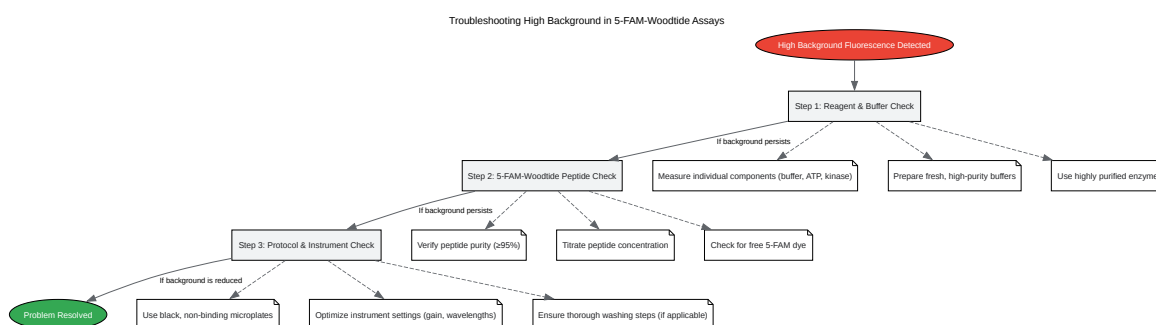 Troubleshooting High Background in 5-FAM-Woodtide Assays
High Background Fluorescence Detected
Step 1: Reagent & Buffer Check
If background persists
Step 2: 5-FAM-Woodtide Peptide Check
Measure individual components (buffer, ATP, kinase)
Prepare fresh, high-purity buffers
Use highly purified enzyme
If background persists
Step 3: Protocol & Instrument Check
Verify peptide purity (≥95%)
Titrate peptide concentration
Check for free 5-FAM dye
If background is reduced
Problem Resolved
Use black, non-binding microplates
Optimize instrument settings (gain, wavelengths)
Ensure thorough washing steps (if applicable)